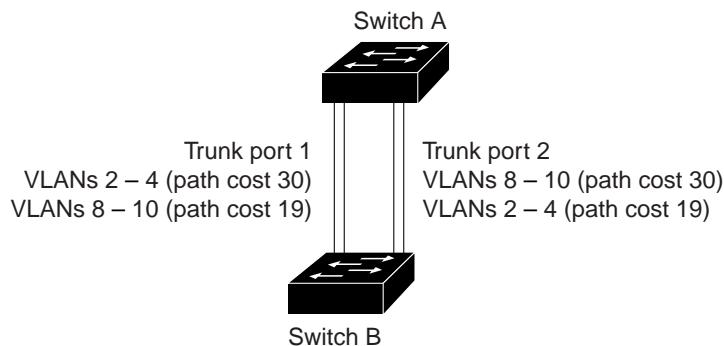 Switch A
Trunk port 1
VLANs 2 – 4 (path cost 30)
VLANs 8 – 10 (path cost 19)
Trunk port 2
VLANs 8 – 10 (path cost 30)
VLANs 2 – 4 (path cost 19)
Switch B